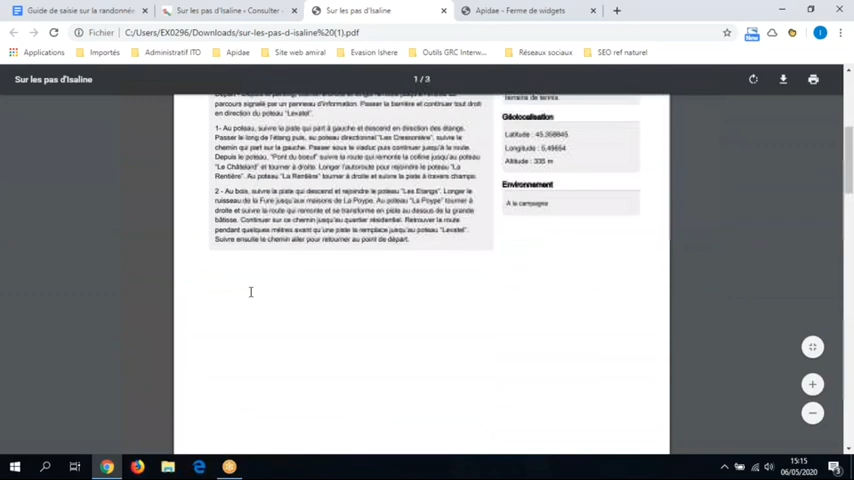 Guide de saisie sur la randonné
Sur les pas d'Isaline - Consulter -
Sur les pas d'Isaline
Apidae - Ferme de widgets
Fichier C:/Users/EX0296/Downloads/sur-les-pas-d-isaline%20(1).pdf
New
I
Applications Importés Administratif ITO Apidae Site web amiral Evasion Ishere Outils GRC Interw... Réseaux sociaux SEO ref naturel
Sur les pas d'Isaline 1 / 3
parcours signalé par un panneau d'information. Passer la barrière et continuer tout droit
en direction du poteau "Levatel".
1- Au poteau, suivre la piste qui part à gauche et descend en direction des étangs.
Passer le long de l'étang puis, au poteau directionnel "Les Cressonière", suivre le
chemin qui part sur la gauche. Passer sous le viaduc puis continuer jusqu'à la route.
Depuis le poteau, "Pont du boeuf" suivre la route qui remonte la colline jusqu'au poteau
"Le Châtelard" et tourner à droite. Longer l'autoroute pour rejoindre le poteau "La
Rentière". Au poteau "La Rentière" tourner à droite et suivre la piste à travers champs.
2 - Au bois, suivre la piste qui descend et rejoindre le poteau "Les Etangs". Longer le
ruisseau de la Fure jusqu'aux maisons de La Poype. Au poteau "La Poype" tourner à
droite et suivre la route qui remonte et se transforme en piste au dessus de la grande
bâtisse. Continuer sur ce chemin jusqu'au quartier résidentiel. Retrouver la route
pendant quelques mètres avant qu'une piste la remplace jusqu'au poteau "Levatel".
Suivre ensuite le chemin aller pour retourner au point de départ.
terrains de tennis.
Géolocalisation
Latitude : 45.358845
Longitude : 5.49654
Altitude : 335 m
Environnement
A la campagne
15:15
06/05/2020
3